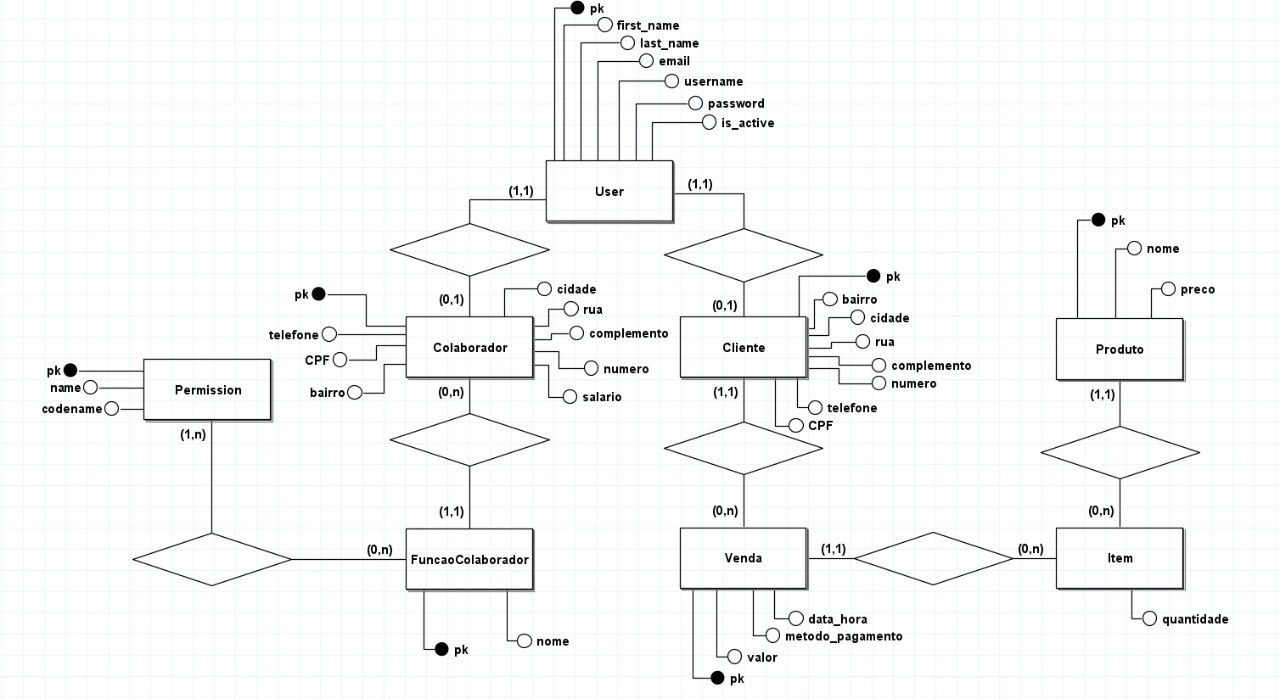 pk
first_name
last_name
email
username
password
is_active
User
(1,1)
(1,1)
pk
nome
preco
Produto
(1,1)
(0,n)
(0,1)
pk
cidade
rua
telefone
complemento
CPF
Colaborador
numero
bairro
salario
(0,n)
(0,1)
pk
bairro
cidade
rua
Cliente
complemento
numero
telefone
CPF
(1,1)
pk
name
codename
Permission
(1,n)
(0,n)
(1,1)
FuncaoColaborador
pk
nome
(0,n)
Venda
(1,1)
(0,n)
Item
data_hora
metodo_pagamento
valor
pk
quantidade